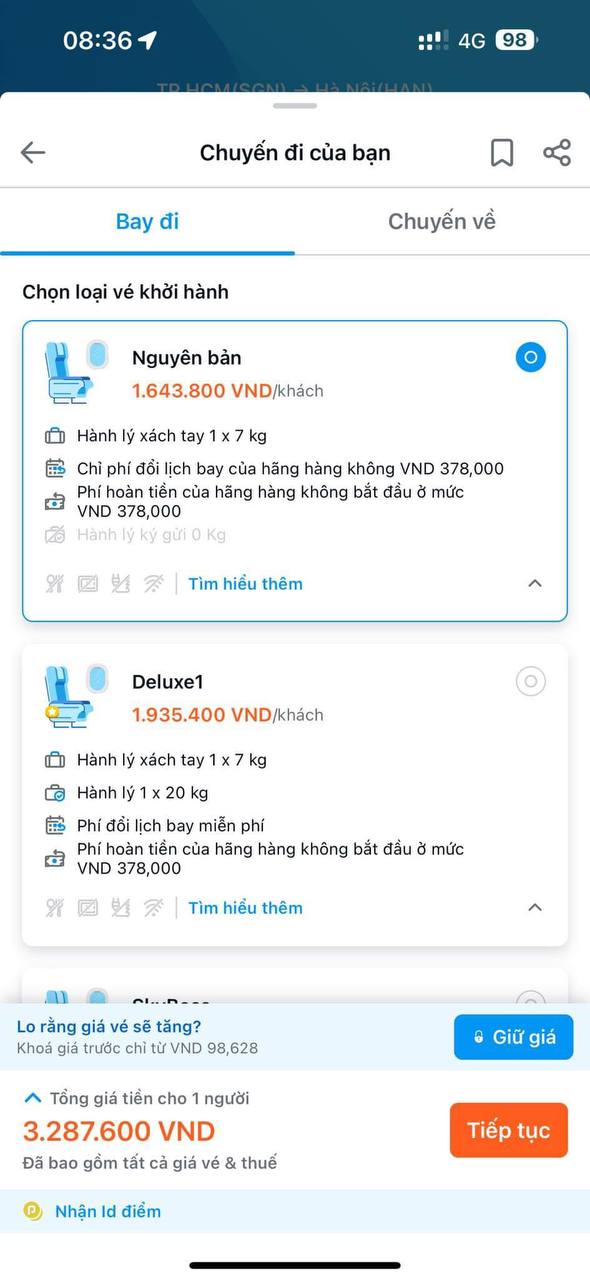 08:36
4G
98
TP HCM(SGN) → Hà Nội(HAN)
Chuyến đi của bạn
Bay đi
Chuyến về
Chọn loại vé khởi hành
Nguyên bản
1.643.800 VND/khách
Hành lý xách tay 1 x 7 kg
Chi phí đổi lịch bay của hãng hàng không VND 378,000
Phí hoàn tiền của hãng hàng không bắt đầu ở mức
VND 378,000
Hành lý ký gửi 0 Kg
Tìm hiểu thêm
Deluxe1
1.935.400 VND/khách
Hành lý xách tay 1 x 7 kg
Hành lý 1 x 20 kg
Phí đổi lịch bay miễn phí
Phí hoàn tiền của hãng hàng không bắt đầu ở mức
VND 378,000
Tìm hiểu thêm
SkyBoss
Lo rằng giá vé sẽ tăng?
Khoá giá trước chỉ từ VND 98,628
Giữ giá
Tổng giá tiền cho 1 người
3.287.600 VND
Đã bao gồm tất cả giá vé & thuế
Tiếp tục
Nhận Id điểm